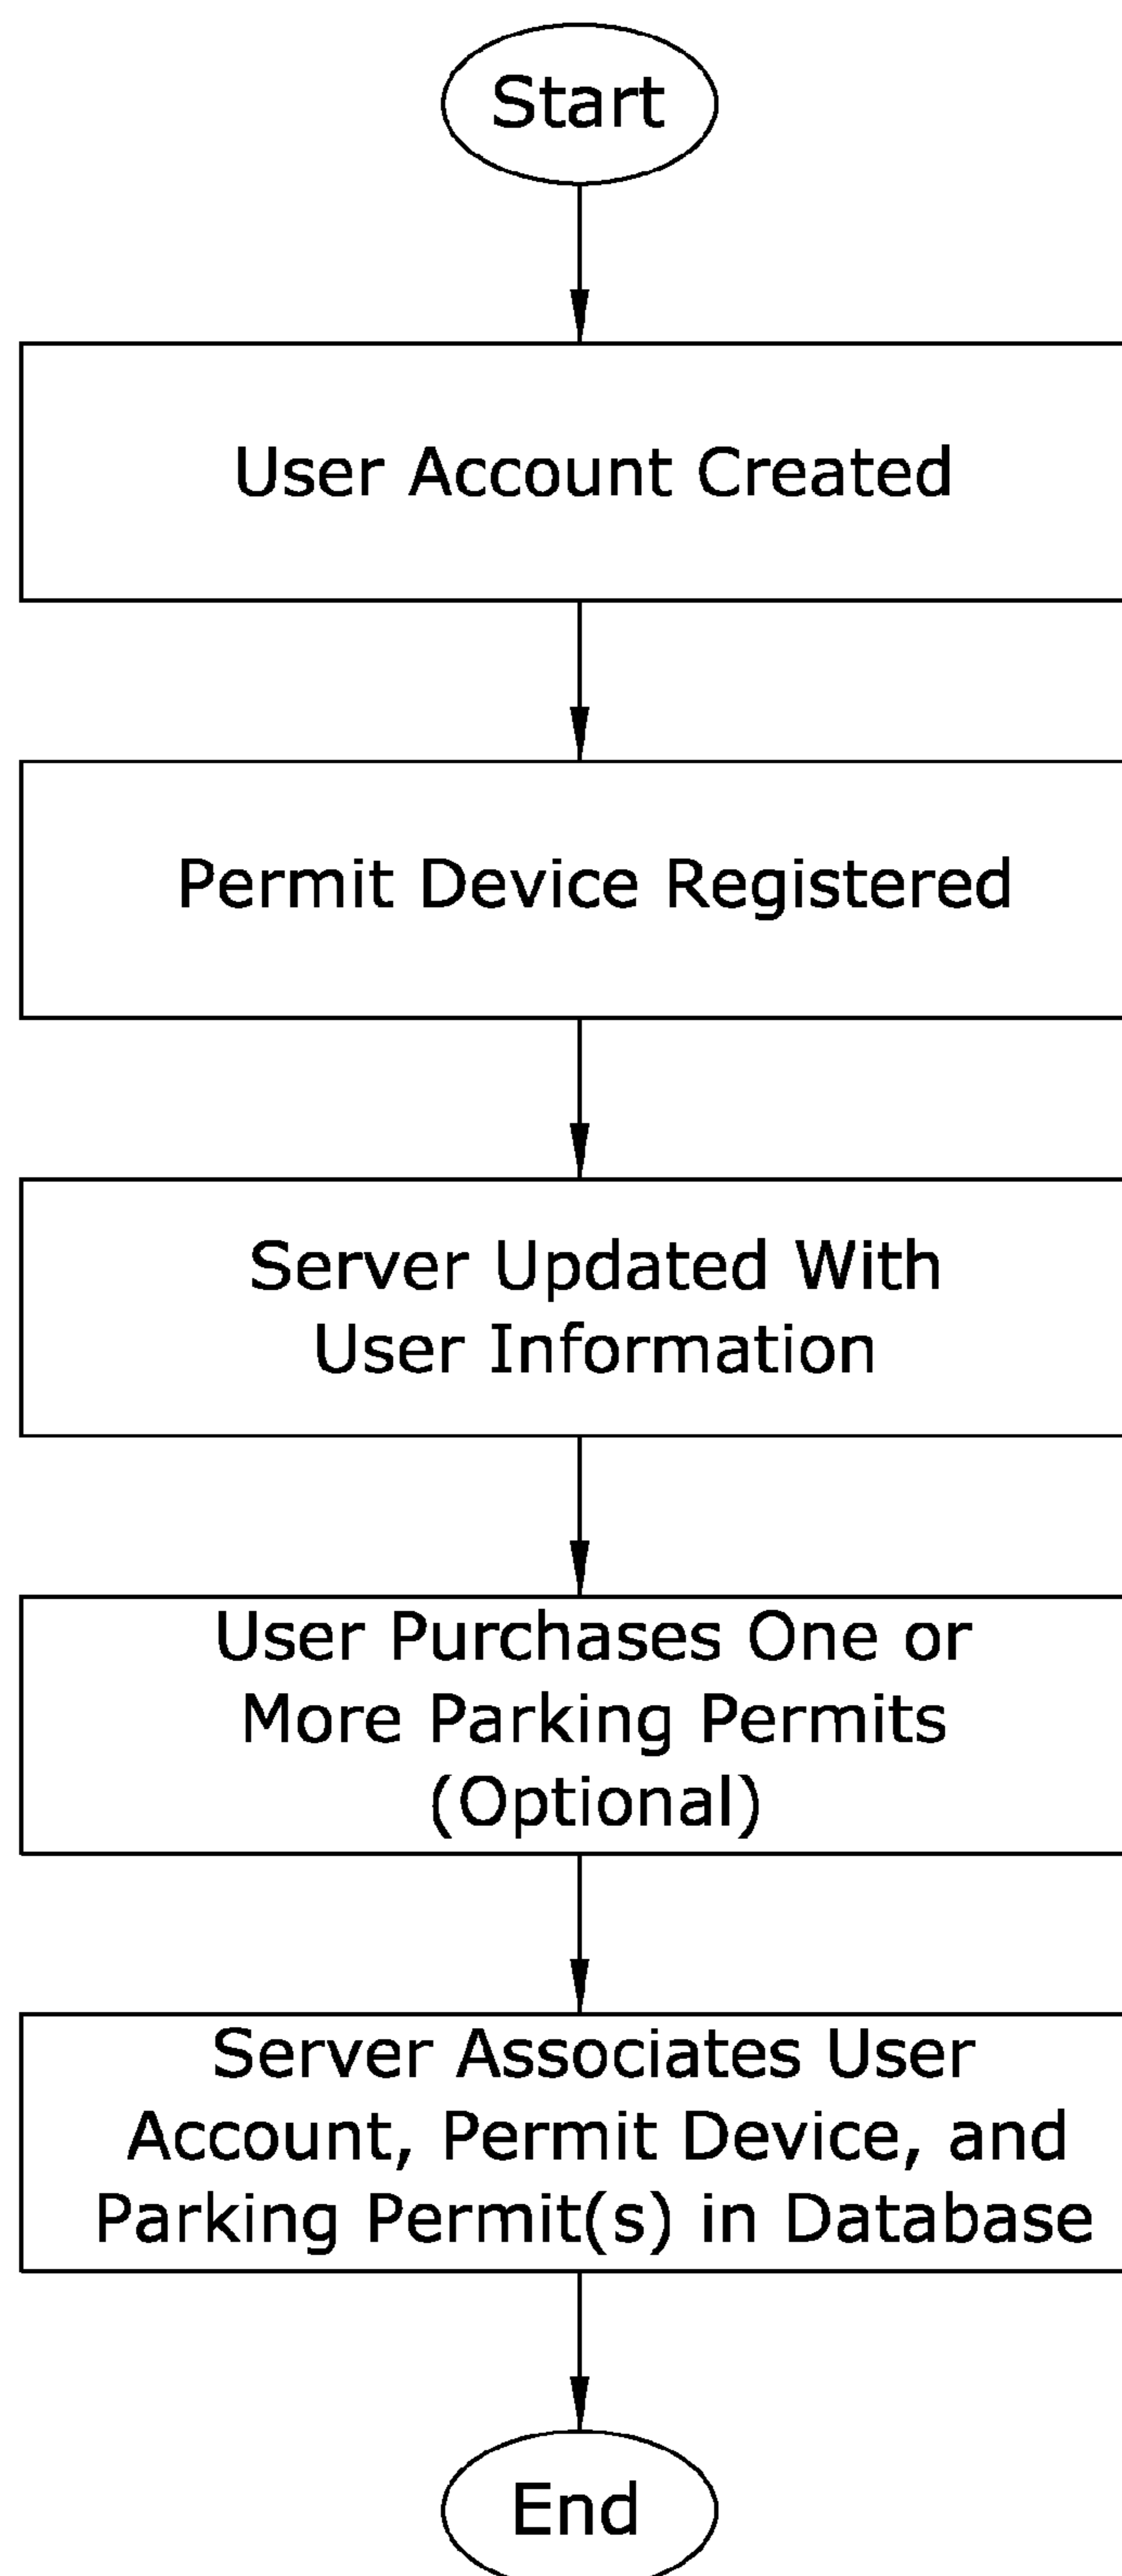 Start
User Account Created
Permit Device Registered
Server Updated With
User Information
User Purchases One or
More Parking Permits
(Optional)
Server Associates User
Account, Permit Device, and
Parking Permit(s) in Database
End